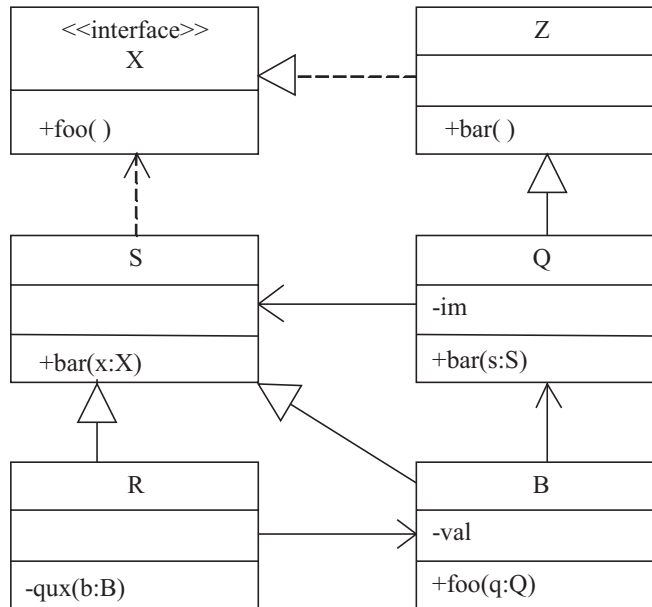 <<interface>>
X
+foo( )
Z
+bar( )
S
+bar(x:X)
Q
-im
+bar(s:S)
R
-qux(b:B)
B
-val
+foo(q:Q)